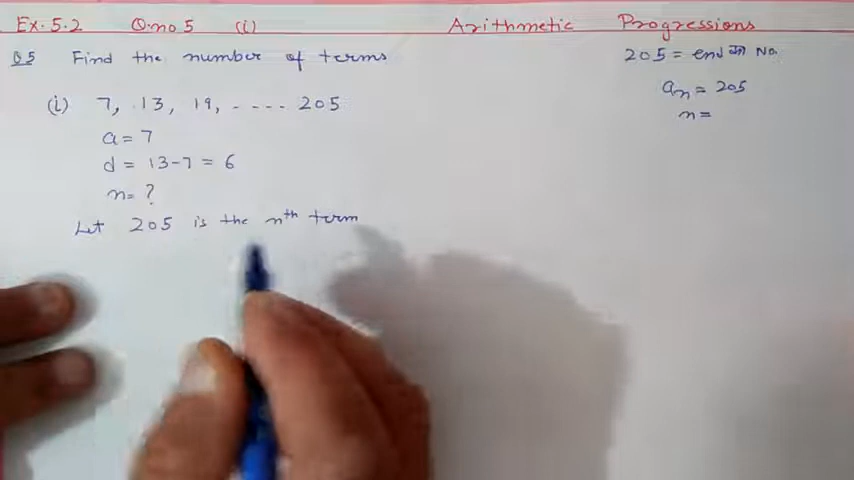 Ex. 5.2 Q.no 5 (i) Arithmetic Progressions
Q5 Find the number of terms
(i) 7, 13, 19, - - - - 205
a = 7
d = 13-7 = 6
n = ?
Let 205 is the nth term
205 = end का No.
an = 205
n =